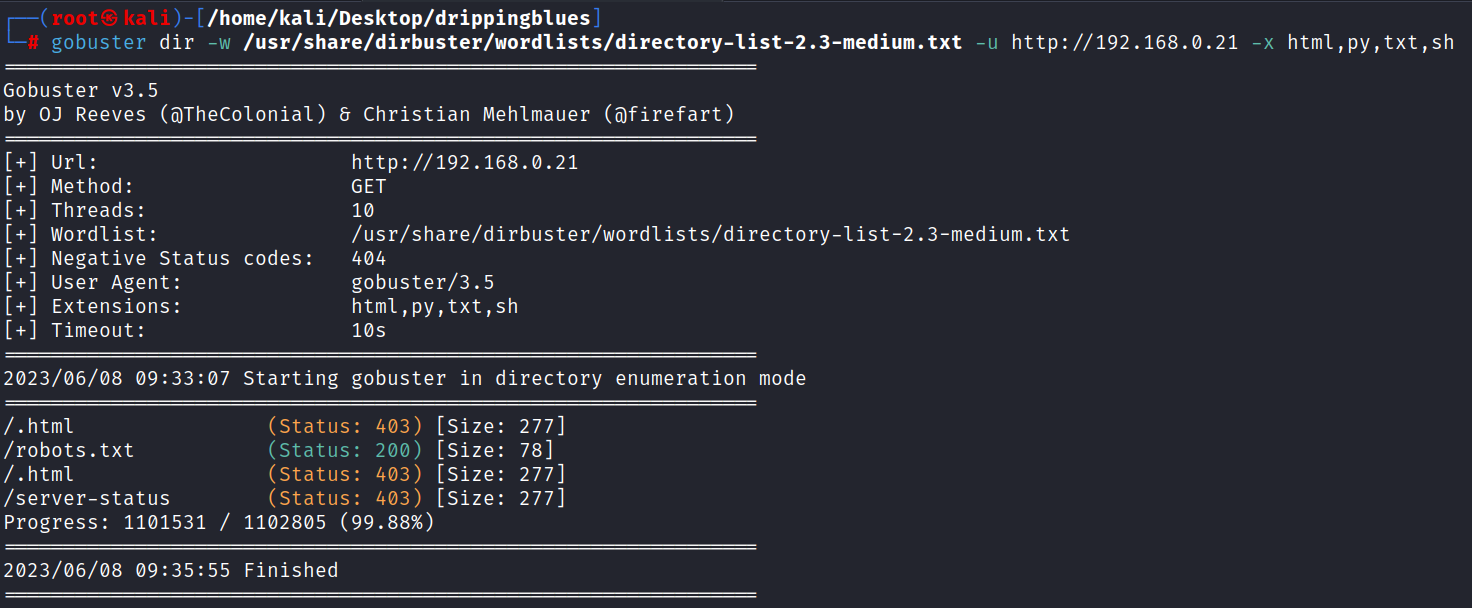 ┌──(root㉿kali)-[/home/kali/Desktop/drippingblues]
└─# gobuster dir -w /usr/share/dirbuster/wordlists/directory-list-2.3-medium.txt -u http://192.168.0.21 -x html,py,txt,sh
===============================================================
Gobuster v3.5
by OJ Reeves (@TheColonial) & Christian Mehlmauer (@firefart)
===============================================================
[+] Url:                     http://192.168.0.21
[+] Method:                  GET
[+] Threads:                 10
[+] Wordlist:                /usr/share/dirbuster/wordlists/directory-list-2.3-medium.txt
[+] Negative Status codes:   404
[+] User Agent:              gobuster/3.5
[+] Extensions:              html,py,txt,sh
[+] Timeout:                 10s
===============================================================
2023/06/08 09:33:07 Starting gobuster in directory enumeration mode
===============================================================
/.html                (Status: 403) [Size: 277]
/robots.txt           (Status: 200) [Size: 78]
/.html                (Status: 403) [Size: 277]
/server-status        (Status: 403) [Size: 277]
Progress: 1101531 / 1102805 (99.88%)
===============================================================
2023/06/08 09:35:55 Finished
===============================================================